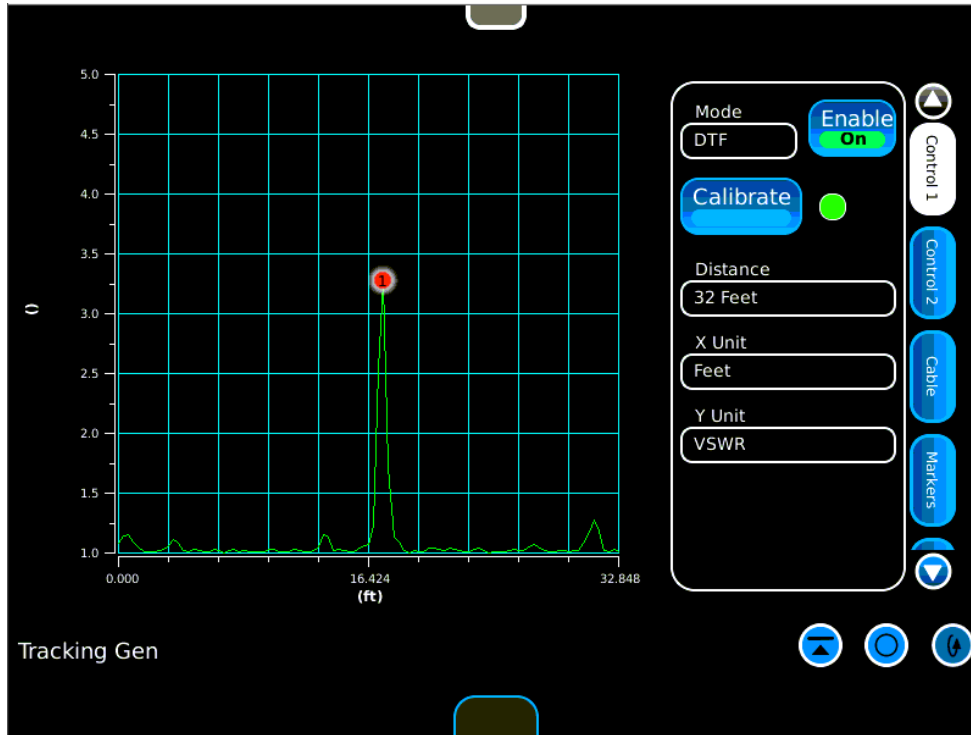 5.0
4.5
4.0
3.5
3.0
2.5
2.0
1.5
1.0
()
1
0.000
16.424
32.848
(ft)
Mode
DTF
Enable
On
Calibrate
Distance
32 Feet
X Unit
Feet
Y Unit
VSWR
Control 1
Control 2
Cable
Markers
Tracking Gen